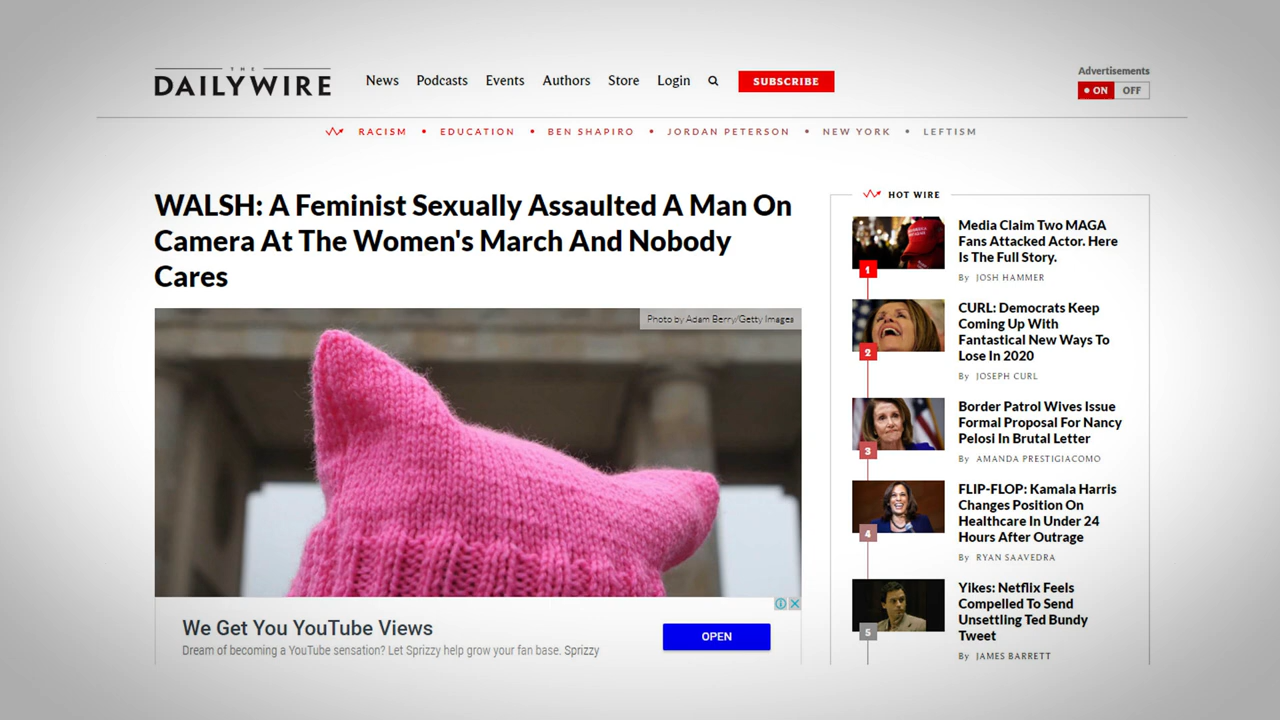 THE
DAILYWIRE
News Podcasts Events Authors Store Login SUBSCRIBE
Advertisements
ON OFF
RACISM • EDUCATION • BEN SHAPIRO • JORDAN PETERSON • NEW YORK • LEFTISM
WALSH: A Feminist Sexually Assaulted A Man On
Camera At The Women's March And Nobody
Cares
Photo by Adam Berry/Getty Images
We Get You YouTube Views
Dream of becoming a YouTube sensation? Let Sprizzy help grow your fan base. Sprizzy
OPEN
HOT WIRE
1
Media Claim Two MAGA
Fans Attacked Actor. Here
Is The Full Story.
By JOSH HAMMER
2
CURL: Democrats Keep
Coming Up With
Fantastical New Ways To
Lose In 2020
By JOSEPH CURL
3
Border Patrol Wives Issue
Formal Proposal For Nancy
Pelosi In Brutal Letter
By AMANDA PRESTIGIACOMO
4
FLIP-FLOP: Kamala Harris
Changes Position On
Healthcare In Under 24
Hours After Outrage
By RYAN SAAVEDRA
5
Yikes: Netflix Feels
Compelled To Send
Unsettling Ted Bundy
Tweet
By JAMES BARRETT